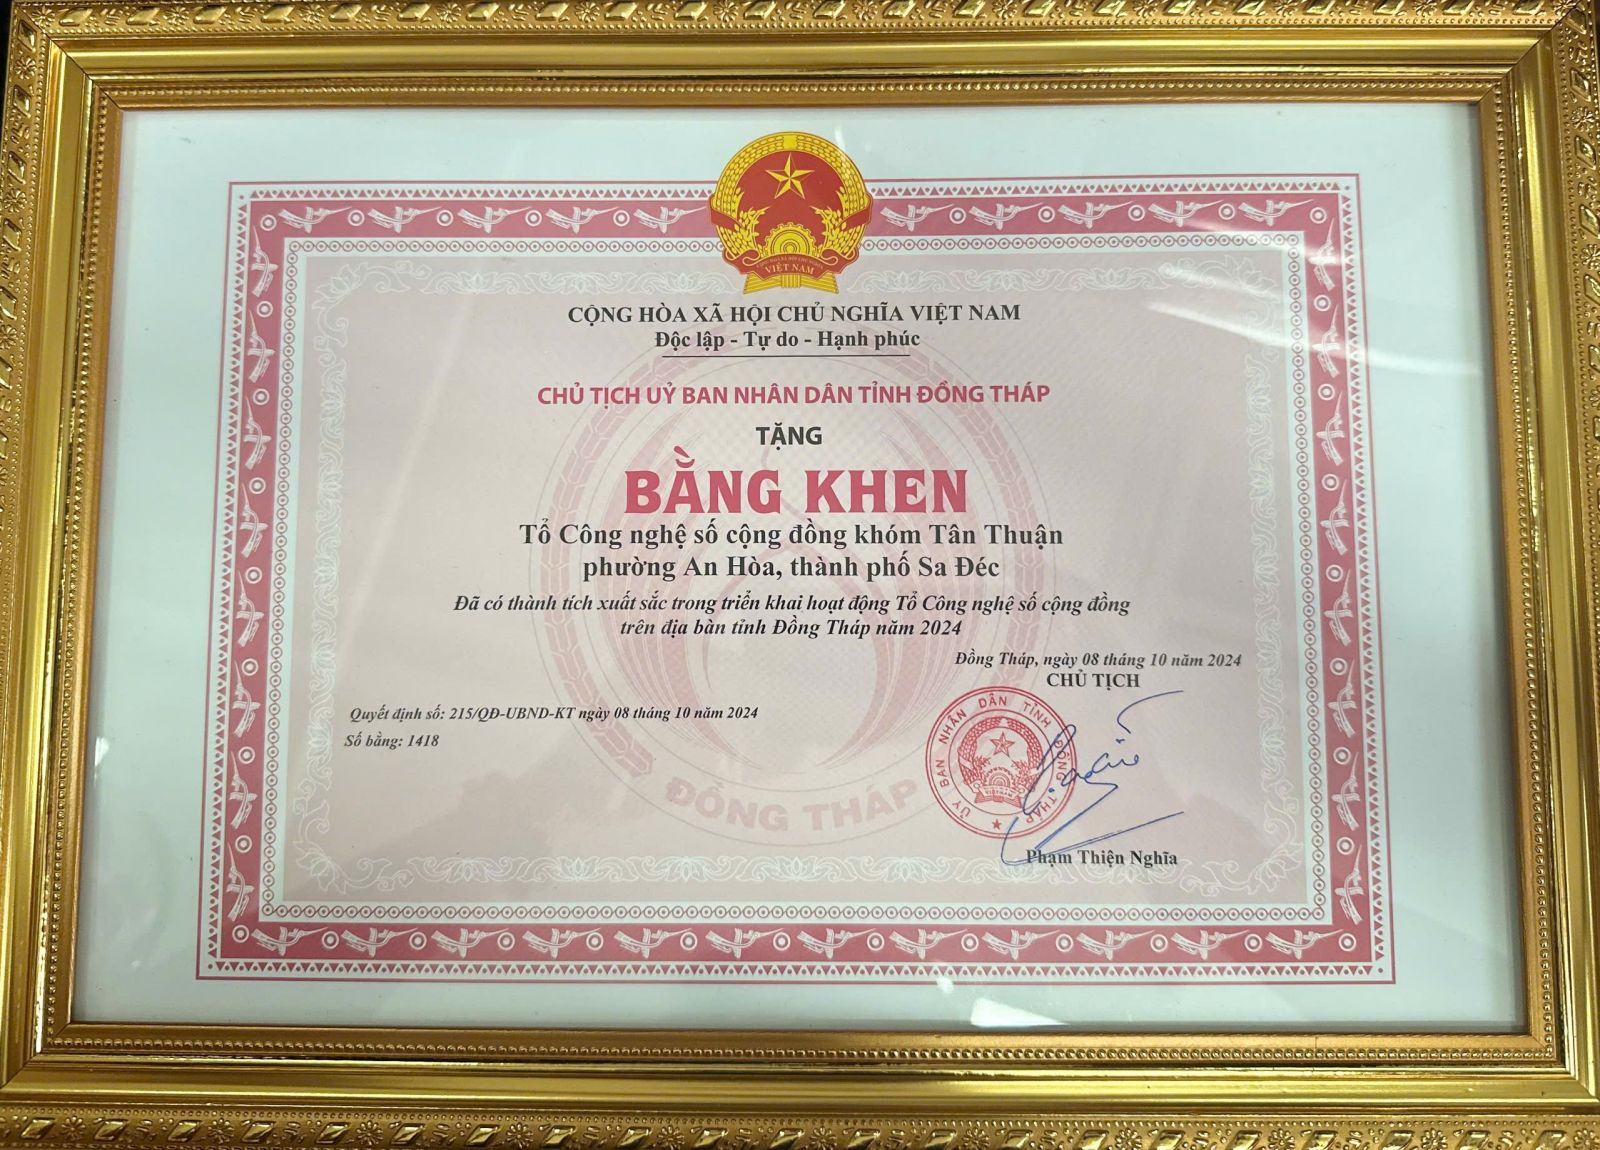 VIỆT NAM
CỘNG HÒA XÃ HỘI CHỦ NGHĨA VIỆT NAM
Độc lập - Tự do - Hạnh phúc
CHỦ TỊCH UỶ BAN NHÂN DÂN TỈNH ĐỒNG THÁP
TẶNG
BẰNG KHEN
Tổ Công nghệ số cộng đồng khóm Tân Thuận
phường An Hòa, thành phố Sa Đéc
Đã có thành tích xuất sắc trong triển khai hoạt động Tổ Công nghệ số cộng đồng
trên địa bàn tỉnh Đồng Tháp năm 2024
Đồng Tháp, ngày 08 tháng 10 năm 2024
CHỦ TỊCH
Quyết định số: 215/QĐ-UBND-KT ngày 08 tháng 10 năm 2024
Số bằng: 1418
ỦY BAN NHÂN DÂN TỈNH ĐỒNG THÁP
VIỆT NAM
ĐỒNG THÁP
Phạm Thiện Nghĩa